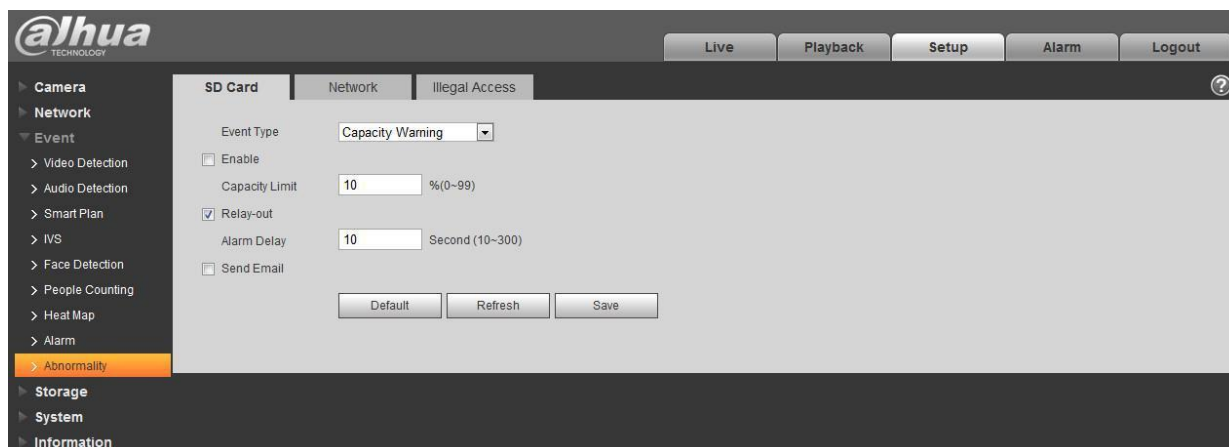 alhua
TECHNOLOGY
Live
Playback
Setup
Alarm
Logout
Camera
Network
Event
> Video Detection
> Audio Detection
> Smart Plan
> IVS
> Face Detection
> People Counting
> Heat Map
> Alarm
> Abnormality
Storage
System
Information
SD Card
Network
Illegal Access
?
Event Type
Capacity Warning
Enable
Capacity Limit
10
%(0~99)
Relay-out
Alarm Delay
10
Second (10~300)
Send Email
Default
Refresh
Save